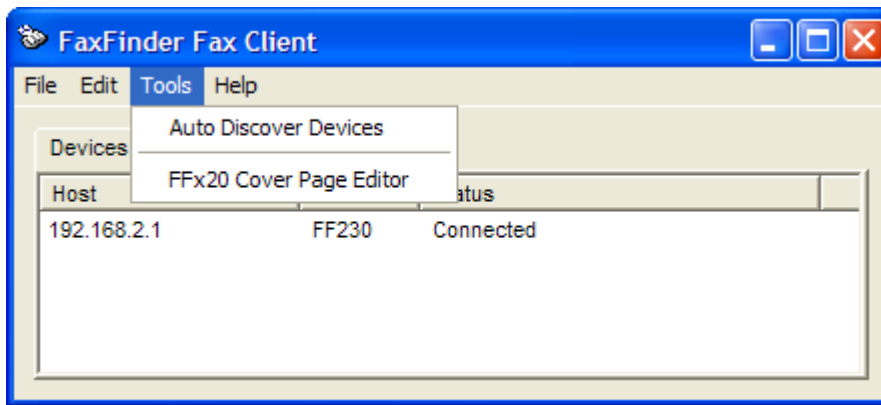 FaxFinder Fax Client
File Edit Tools Help
Auto Discover Devices
Devices
FFx20 Cover Page Editor
Host atus
192.168.2.1 FF230 Connected